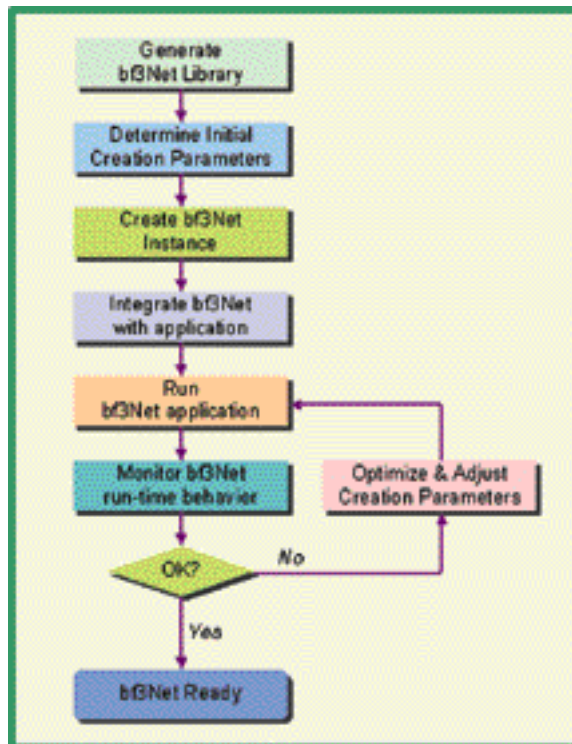 Generate
bf3Net Library
Determine Initial
Creation Parameters
Create bf3Net
Instance
Integrate bf3Net
with application
Run
bf3Net application
Monitor bf3Net
run-time behavior
Optimize & Adjust
Creation Parameters
OK?
No
Yes
bf3Net Ready